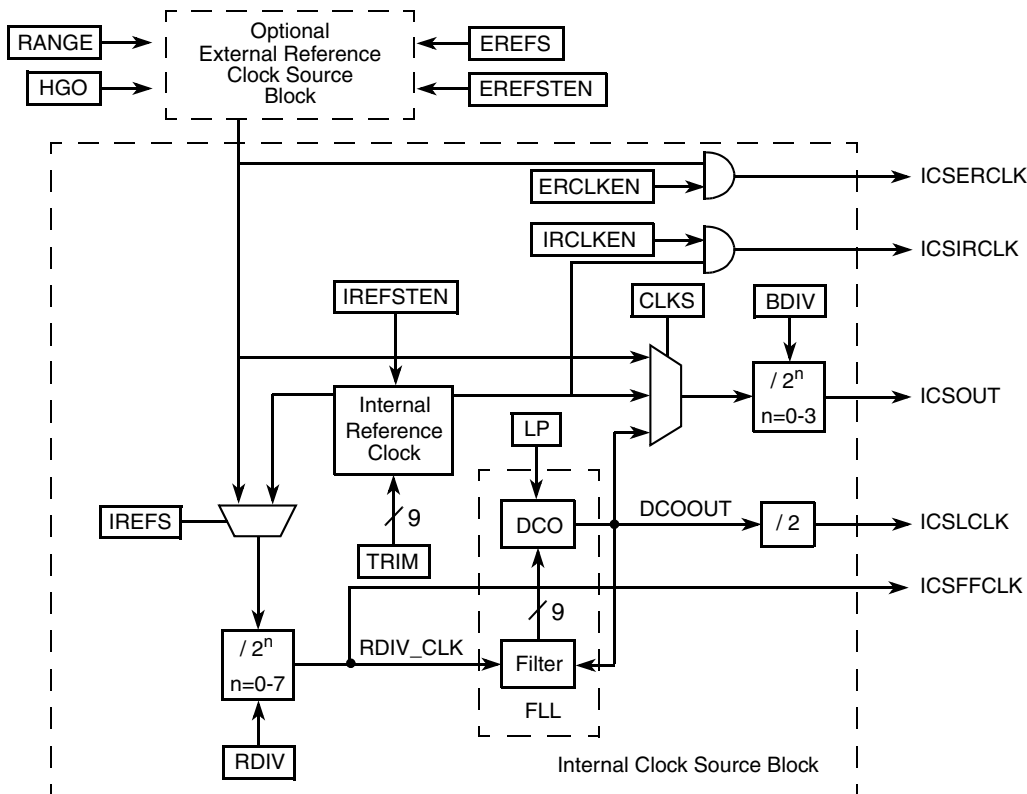 Optional
External Reference
Clock Source
Block
RANGE
HGO
EREFS
EREFSTEN
ERCLKEN
ICSERCLK
IRCLKEN
ICSIRCLK
IREFSTEN
CLKS
BDIV
Internal
Reference
Clock
/ 2ⁿ
n=0-3
ICSOUT
LP
IREFS
9
TRIM
DCO
DCOOUT
/ 2
ICSLCLK
ICSFFCLK
9
/ 2ⁿ
n=0-7
RDIV_CLK
Filter
FLL
RDIV
Internal Clock Source Block